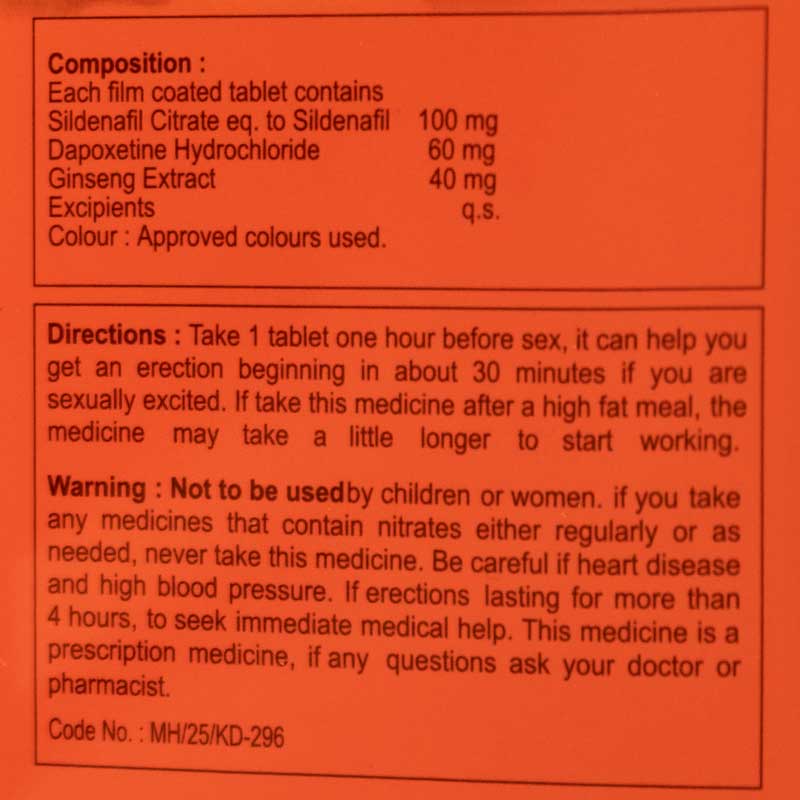 Composition :
Each film coated tablet contains
Sildenafil Citrate eq. to Sildenafil 100 mg
Dapoxetine Hydrochloride 60 mg
Ginseng Extract 40 mg
Excipients q.s.
Colour : Approved colours used.
Directions : Take 1 tablet one hour before sex, it can help you
get an erection beginning in about 30 minutes if you are
sexually excited. If take this medicine after a high fat meal, the
medicine may take a little longer to start working.
Warning : Not to be used by children or women. if you take
any medicines that contain nitrates either regularly or as
needed, never take this medicine. Be careful if heart disease
and high blood pressure. If erections lasting for more than
4 hours, to seek immediate medical help. This medicine is a
prescription medicine, if any questions ask your doctor or
pharmacist.
Code No. : MH/25/KD-296